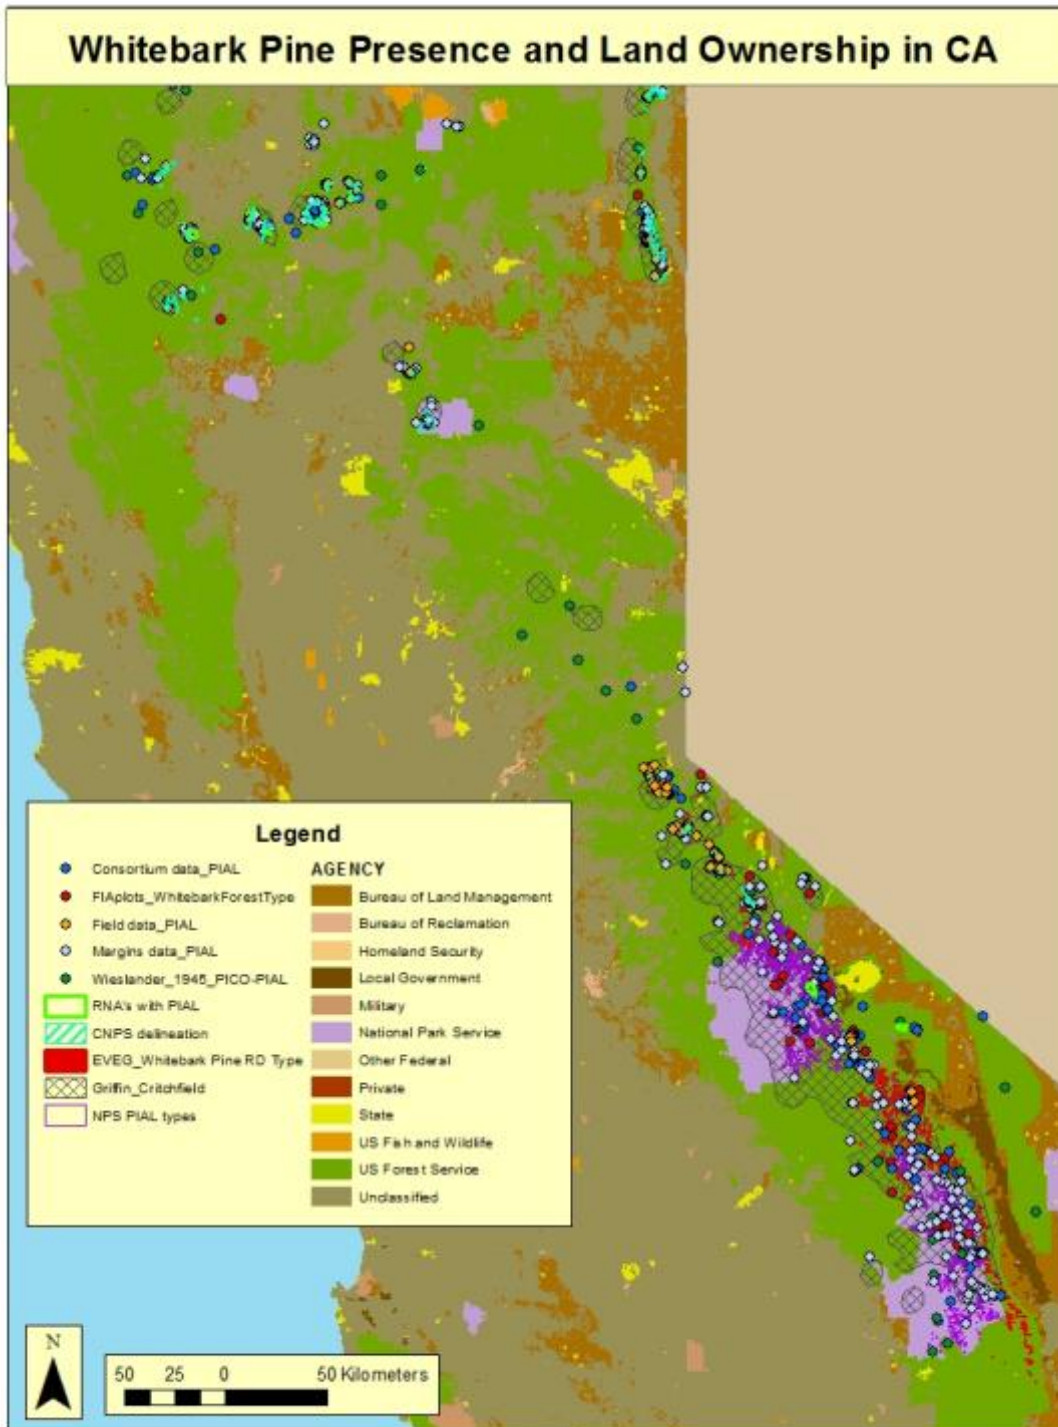 Whitebark Pine Presence and Land Ownership in CA
Legend
Consortium data_PIAL
FIAplots_WhitebarkForestType
Field data_PIAL
Margins data_PIAL
Wieslander_1945_PICO-PIAL
RNA's with PIAL
CNPS delineation
EVEG_Whitebark Pine RD Type
Griffin_Critchfield
NPS PIAL types
AGENCY
Bureau of Land Management
Bureau of Reclamation
Homeland Security
Local Government
Military
National Park Service
Other Federal
Private
State
US Fish and Wildlife
US Forest Service
Unclassified
N
50 25 0 50 Kilometers